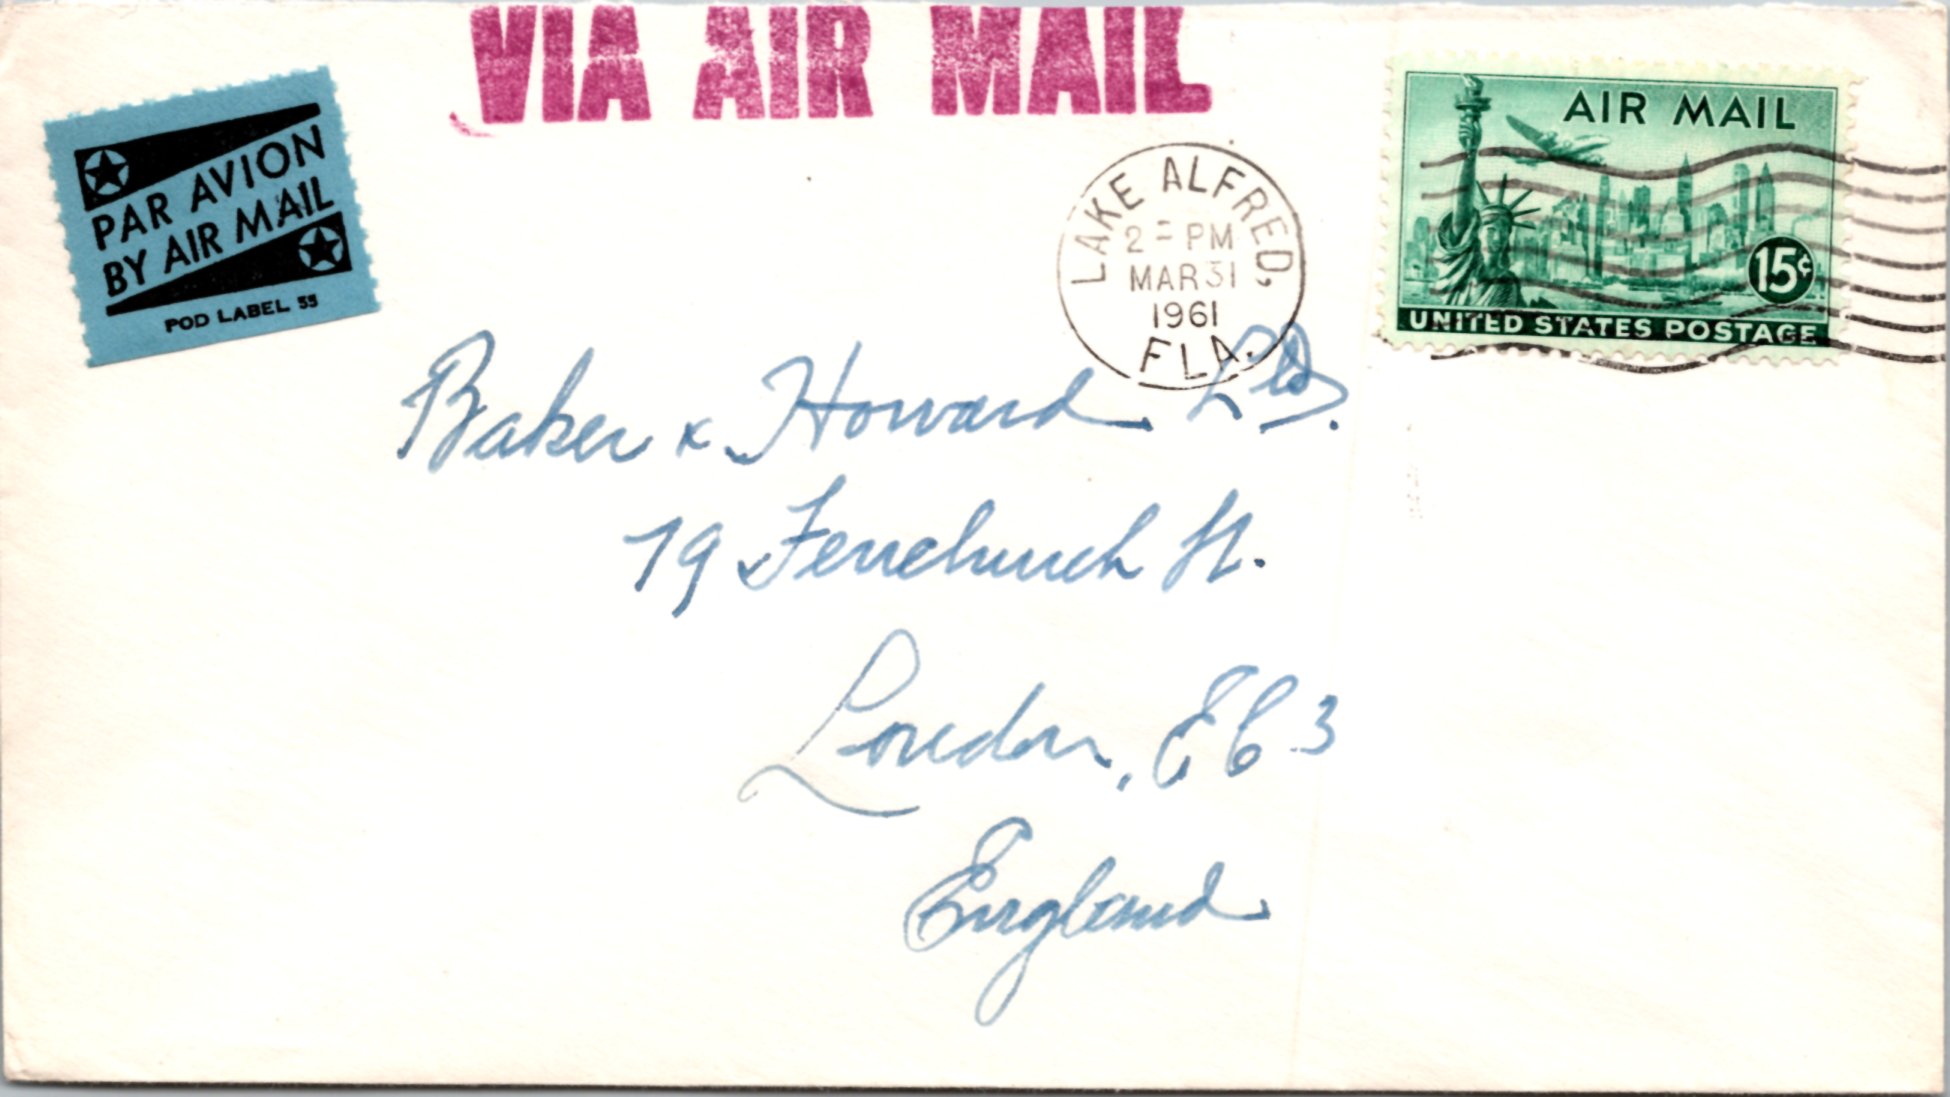 VIA AIR MAIL
PAR AVION
BY AIR MAIL
POD LABEL 55
LAKE ALFRED,
2 - PM
MAR 31
1961
FLA.
AIR MAIL
15¢
UNITED STATES POSTAGE
Baker & Howard Ltd.
79 Fenchurch St.
London, EC3
England